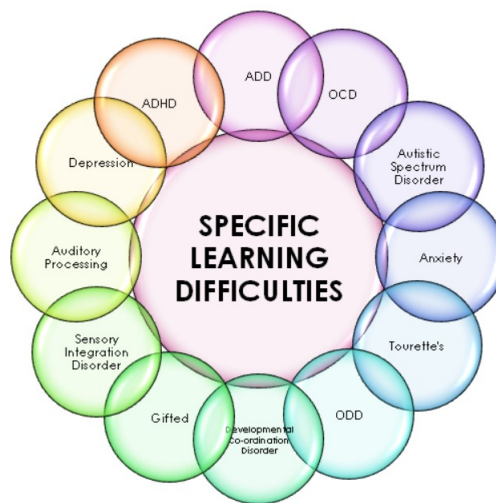 ADD
OCD
ADHD
Autistic
Spectrum
Disorder
Depression
SPECIFIC
LEARNING
DIFFICULTIES
Auditory
Processing
Anxiety
Sensory
Integration
Disorder
Tourette's
Gifted
Developmental
Co-ordination
Disorder
ODD